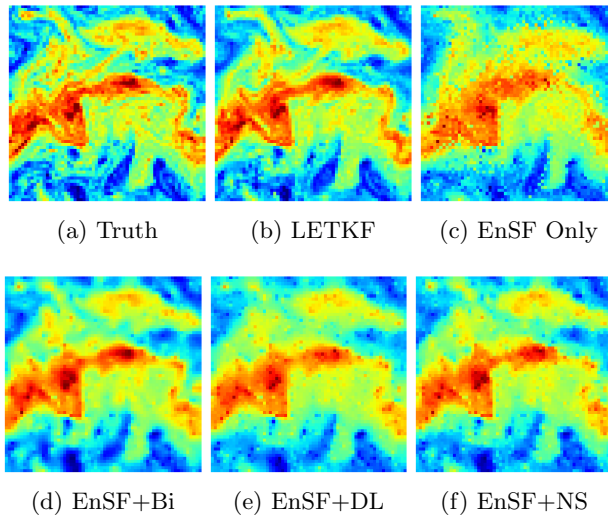 (a) Truth
(b) LETKF
(c) EnSF Only
(d) EnSF+Bi
(e) EnSF+DL
(f) EnSF+NS